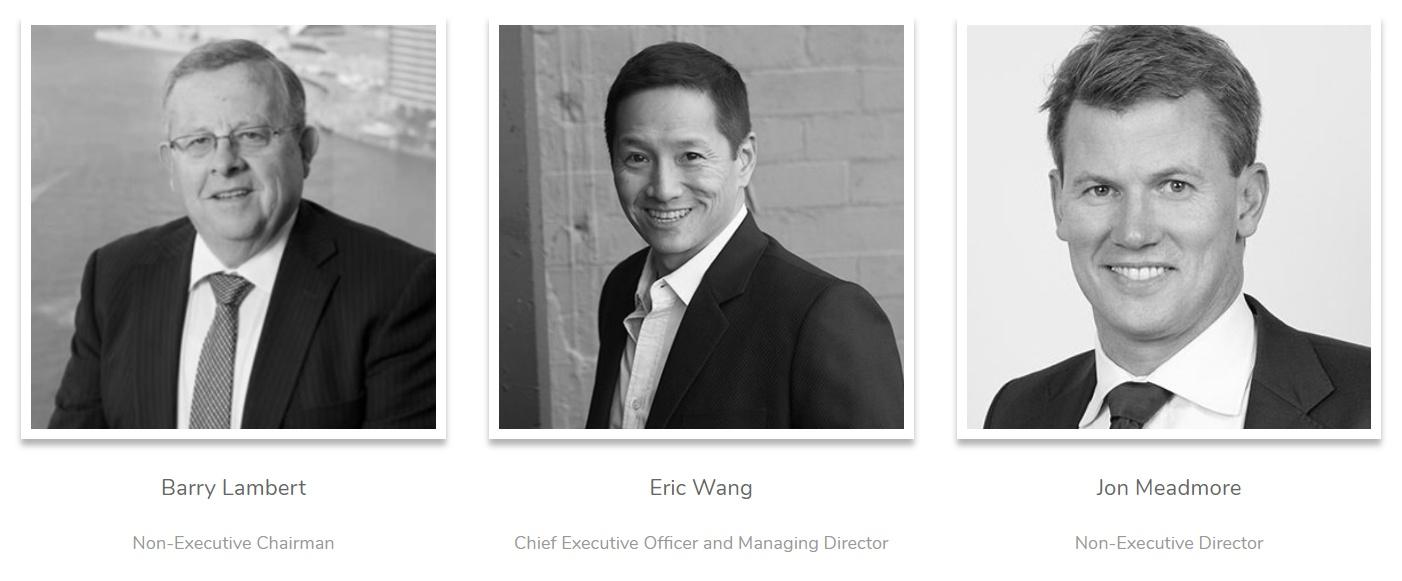 Barry Lambert
Eric Wang
Jon Meadmore
Non-Executive Chairman
Chief Executive Officer and Managing Director
Non-Executive Director